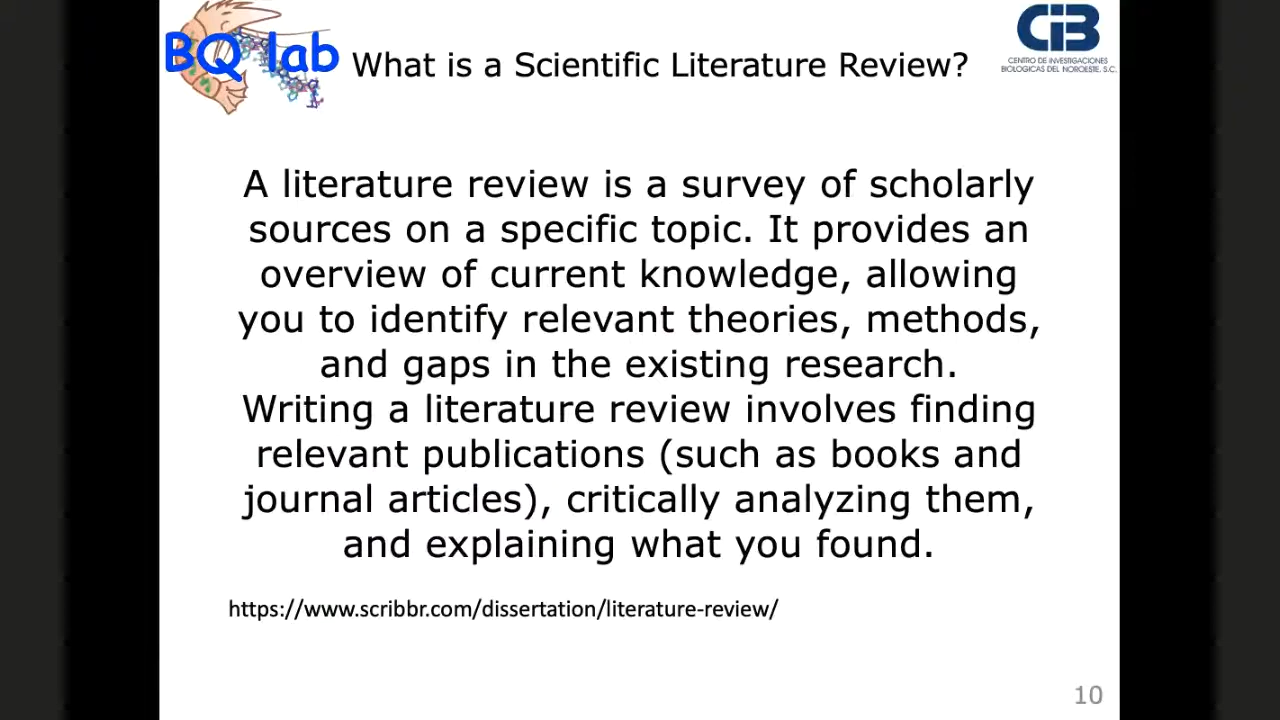 BQ lab
What is a Scientific Literature Review?
CIB
CENTRO DE INVESTIGACIONES
BIOLÓGICAS DEL NOROESTE, S.C.
A literature review is a survey of scholarly
sources on a specific topic. It provides an
overview of current knowledge, allowing
you to identify relevant theories, methods,
and gaps in the existing research.
Writing a literature review involves finding
relevant publications (such as books and
journal articles), critically analyzing them,
and explaining what you found.
https://www.scribbr.com/dissertation/literature-review/
10